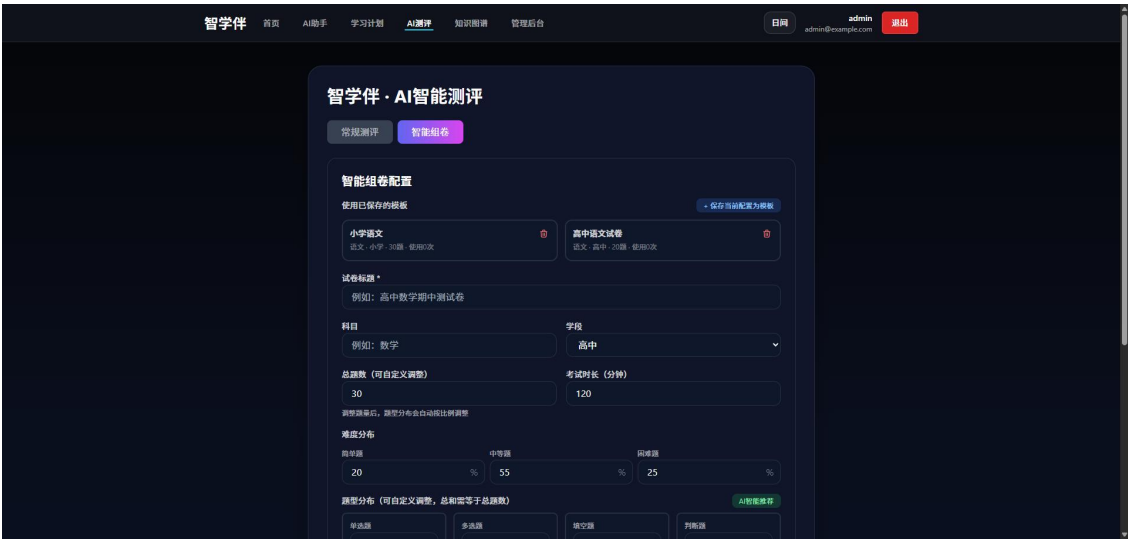 智学伴 首页 AI助手 学习计划 AI测评 知识图谱 管理后台 日间 admin 退出
admin@example.com
智学伴 · AI智能测评
常规测评 智能组卷
智能组卷配置
使用已保存的模板 + 保存当前配置为模板
小学语文 高中语文试卷
语文 · 小学 · 30题 · 使用0次 语文 · 高中 · 20题 · 使用0次
试卷标题 *
例如：高中数学期中测试卷
科目 学段
例如：数学 高中
总题数（可自定义调整） 考试时长（分钟）
30 120
调整题量后，题型分布会自动按比例调整
难度分布
简单题 中等题 困难题
20 % 55 % 25 %
题型分布（可自定义调整，总和需等于总题数） AI智能推荐
单选题 多选题 填空题 判断题